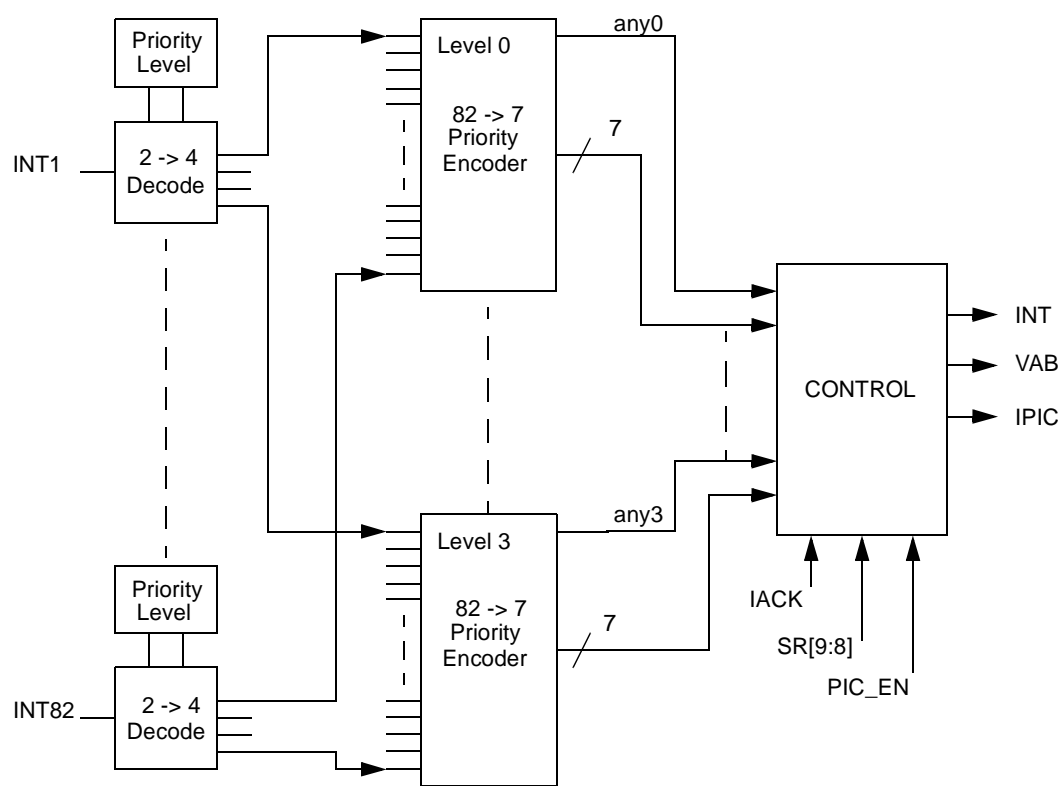 Priority
Level
INT1
2 -> 4
Decode
Level 0
82 -> 7
Priority
Encoder
any0
7
CONTROL
INT
VAB
IPIC
IACK
SR[9:8]
PIC_EN
Priority
Level
INT82
2 -> 4
Decode
Level 3
82 -> 7
Priority
Encoder
any3
7